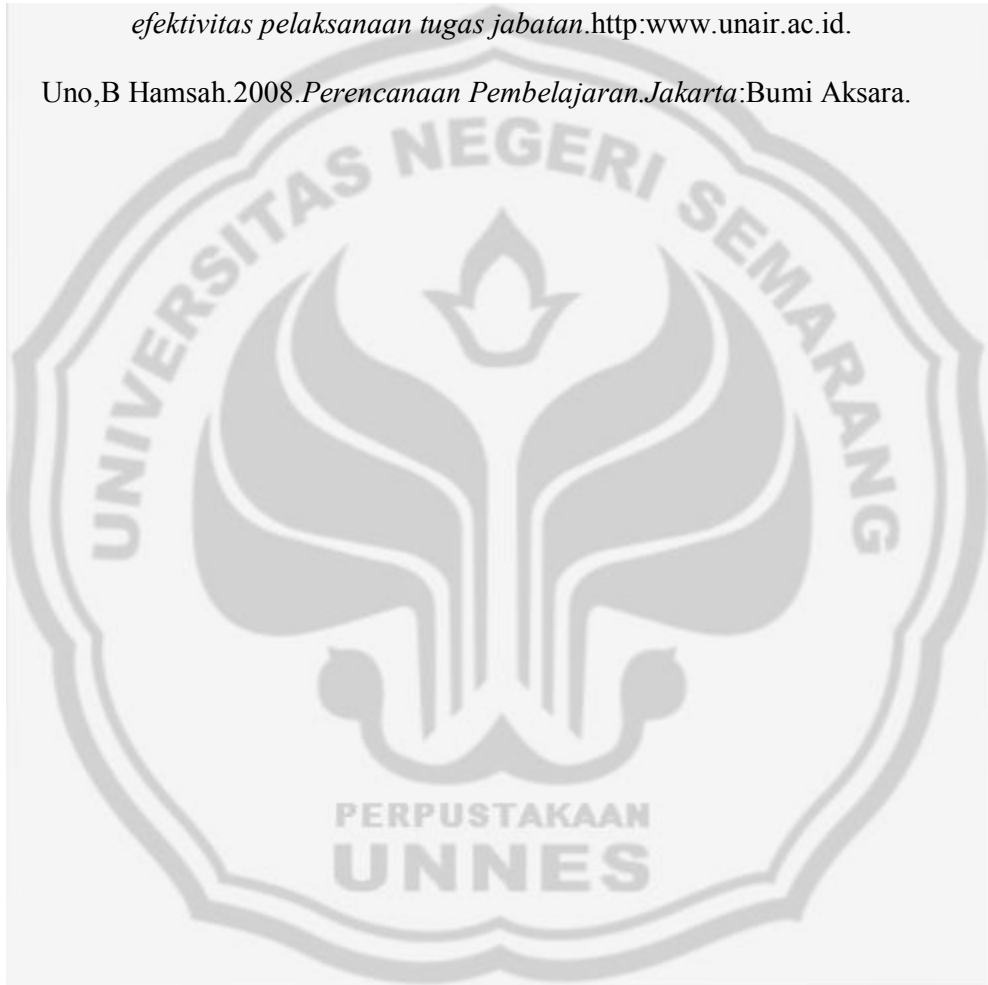 efektivitas pelaksanaan tugas jabatan.http:www.unair.ac.id.
Uno,B Hamsah.2008.Perencanaan Pembelajaran.Jakarta:Bumi Aksara.
UNIVERSITAS NEGERI SEMARANG
PERPUSTAKAAN
UNNES